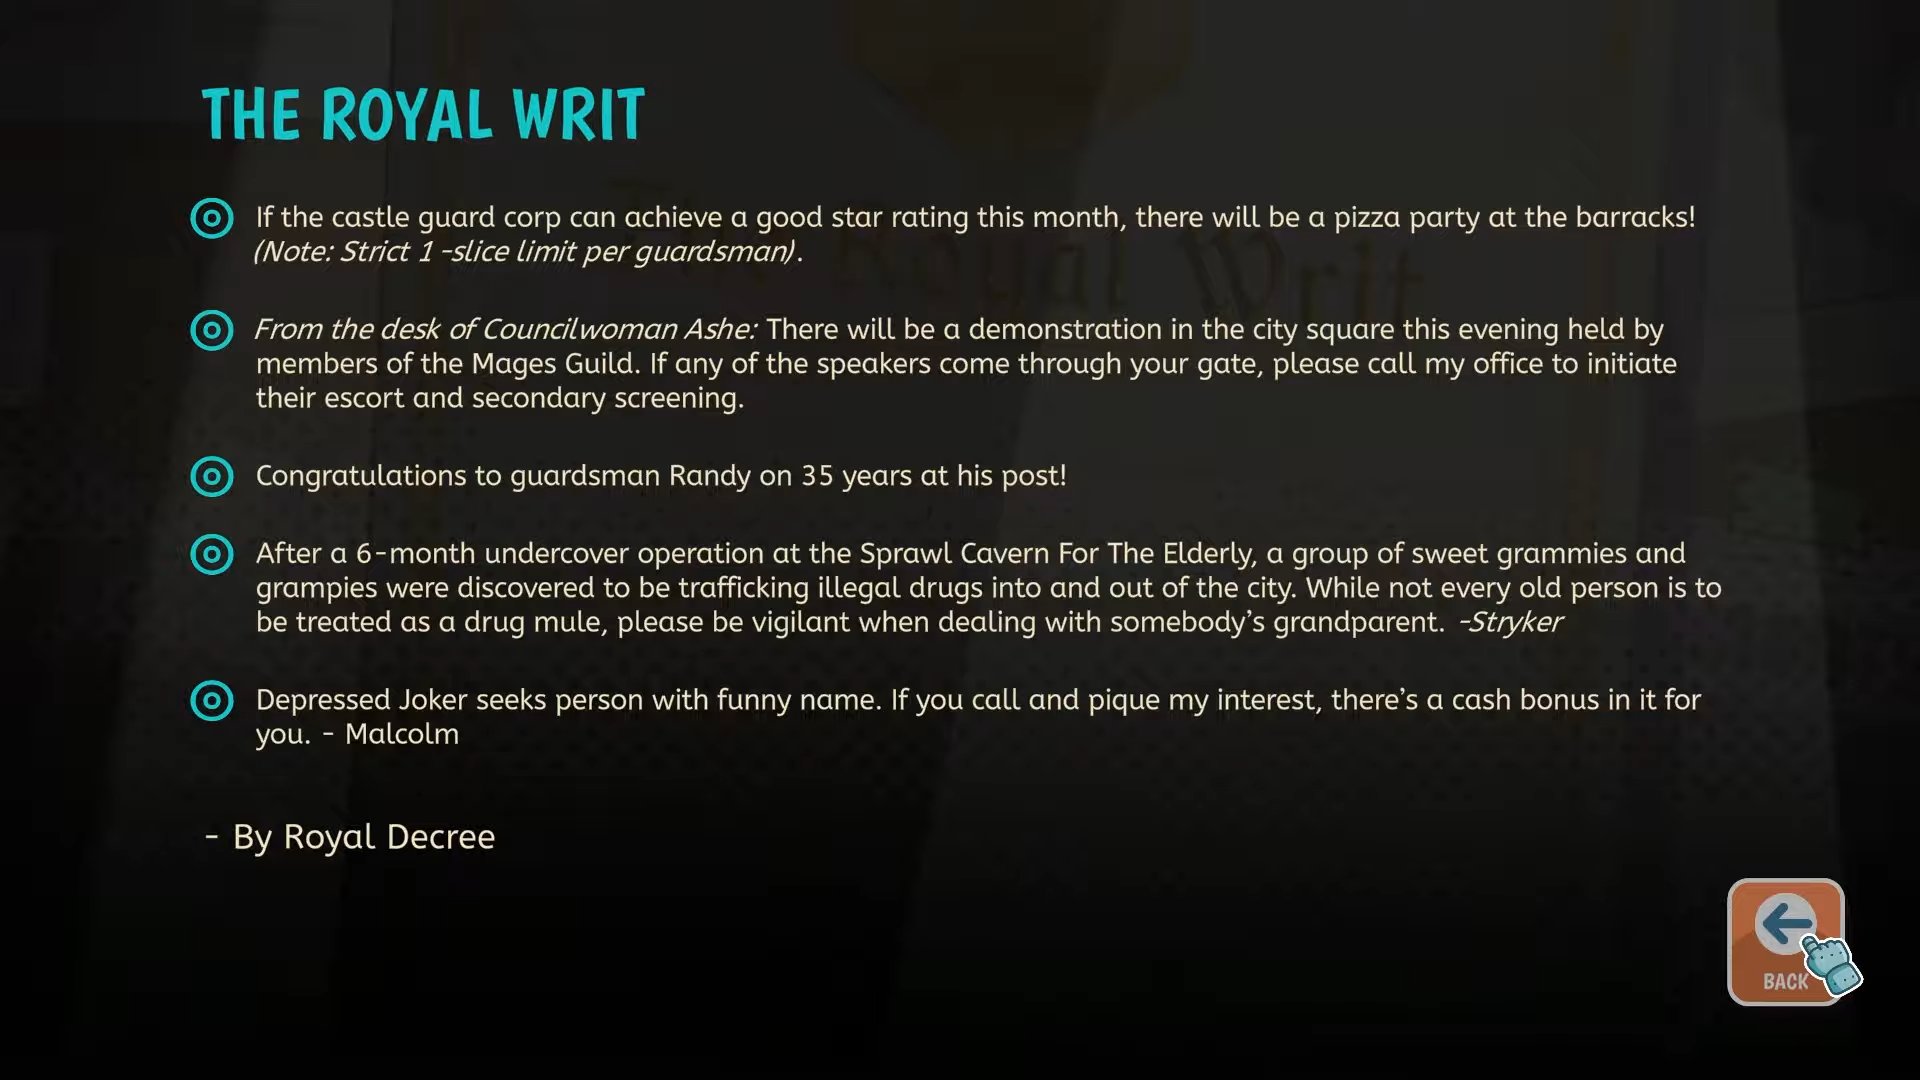 THE ROYAL WRIT
If the castle guard corp can achieve a good star rating this month, there will be a pizza party at the barracks!
(Note: Strict 1 -slice limit per guardsman).
From the desk of Councilwoman Ashe: There will be a demonstration in the city square this evening held by
members of the Mages Guild. If any of the speakers come through your gate, please call my office to initiate
their escort and secondary screening.
Congratulations to guardsman Randy on 35 years at his post!
After a 6-month undercover operation at the Sprawl Cavern For The Elderly, a group of sweet grammies and
grampies were discovered to be trafficking illegal drugs into and out of the city. While not every old person is to
be treated as a drug mule, please be vigilant when dealing with somebody's grandparent. -Stryker
Depressed Joker seeks person with funny name. If you call and pique my interest, there's a cash bonus in it for
you. - Malcolm
- By Royal Decree
BACK
The Royal Writ